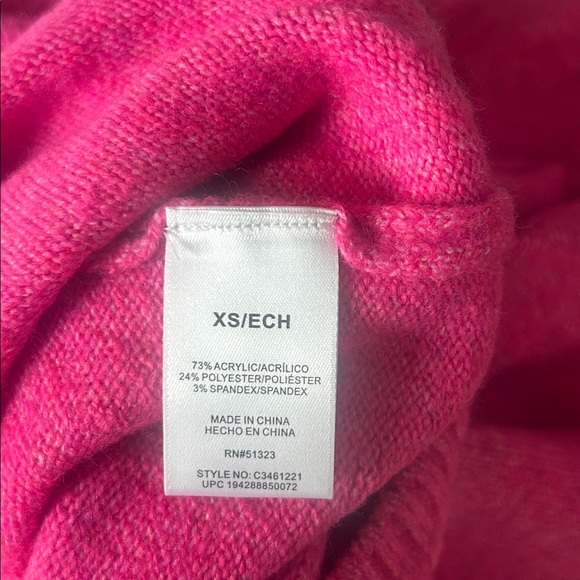 XS/ECH
73% ACRYLIC/ACRÍLICO
24% POLYESTER/POLIÉSTER
3% SPANDEX/SPANDEX
MADE IN CHINA
HECHO EN CHINA
RN#51323
STYLE NO: C3461221
UPC 194288850072